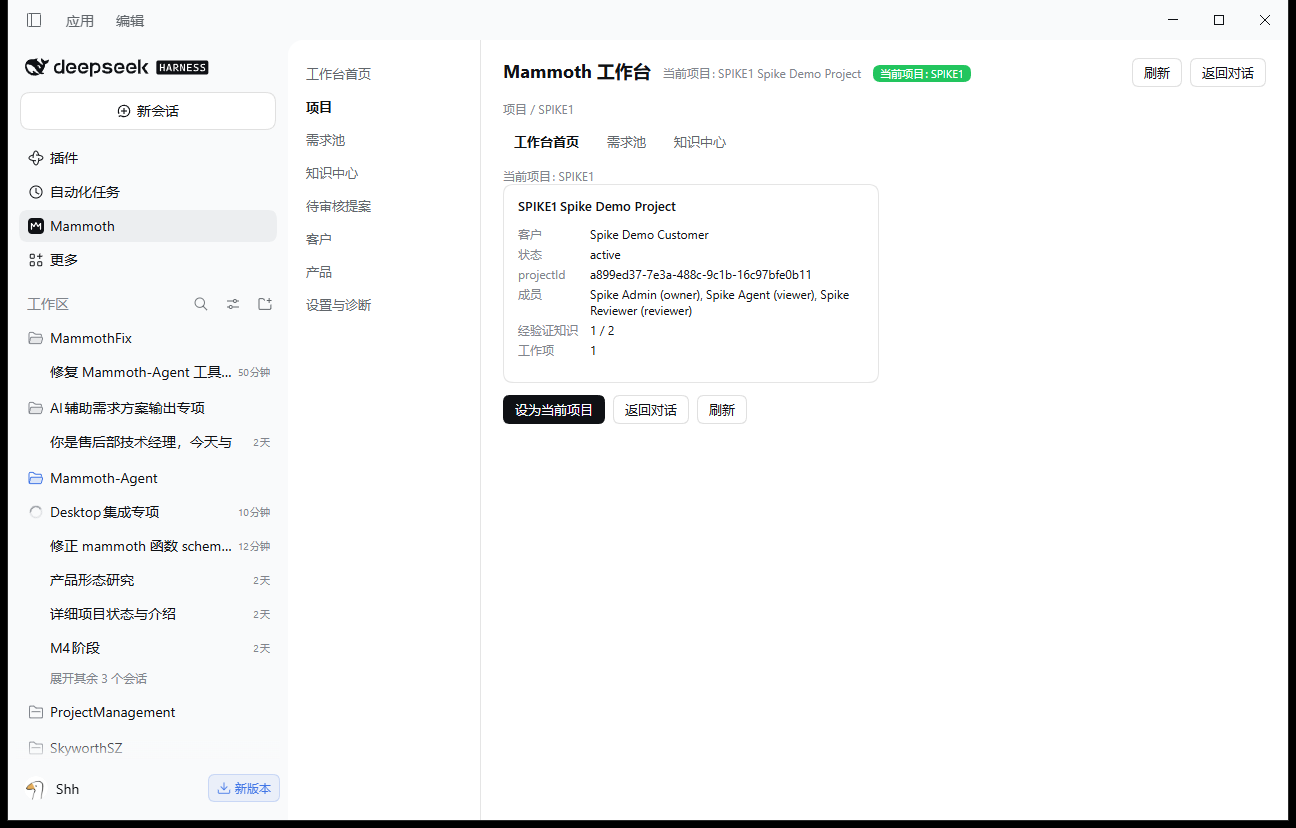 应用 编辑
deepseek HARNESS
新会话
插件
自动化任务
Mammoth
更多
工作区
MammothFix
修复 Mammoth-Agent 工具... 50分钟
AI辅助需求方案输出专项
你是售后部技术经理，今天与 2天
Mammoth-Agent
Desktop集成专项 10分钟
修正 mammoth 函数 schem... 12分钟
产品形态研究 2天
详细项目状态与介绍 2天
M4阶段 2天
展开其余 3 个会话
ProjectManagement
SkyworthSZ
Shh 新版本
工作台首页
项目
需求池
知识中心
待审核提案
客户
产品
设置与诊断
Mammoth 工作台 当前项目: SPIKE1 Spike Demo Project 当前项目: SPIKE1 刷新 返回对话
项目 / SPIKE1
工作台首页 需求池 知识中心
当前项目: SPIKE1
SPIKE1 Spike Demo Project
客户 Spike Demo Customer
状态 active
projectId a899ed37-7e3a-488c-9c1b-16c97bfe0b11
成员 Spike Admin (owner), Spike Agent (viewer), Spike
Reviewer (reviewer)
经验证知识 1 / 2
工作项 1
设为当前项目 返回对话 刷新